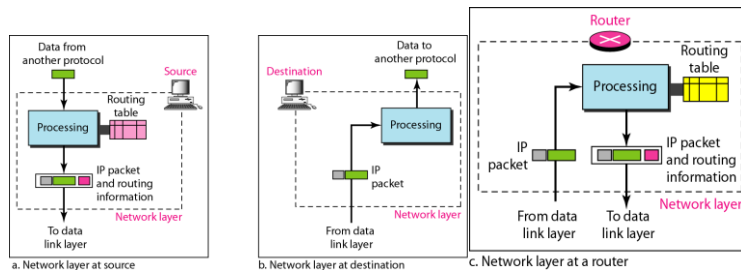 Data from
another protocol
Source
Routing
table
Processing
IP packet
and routing
information
Network layer
To data
link layer
a. Network layer at source
Data to
another protocol
Destination
Processing
IP
packet
Network layer
From data
link layer
b. Network layer at destination
Router
Routing
table
Processing
IP
packet
IP packet
and routing
information
Network layer
From data
link layer
To data
link layer
c. Network layer at a router